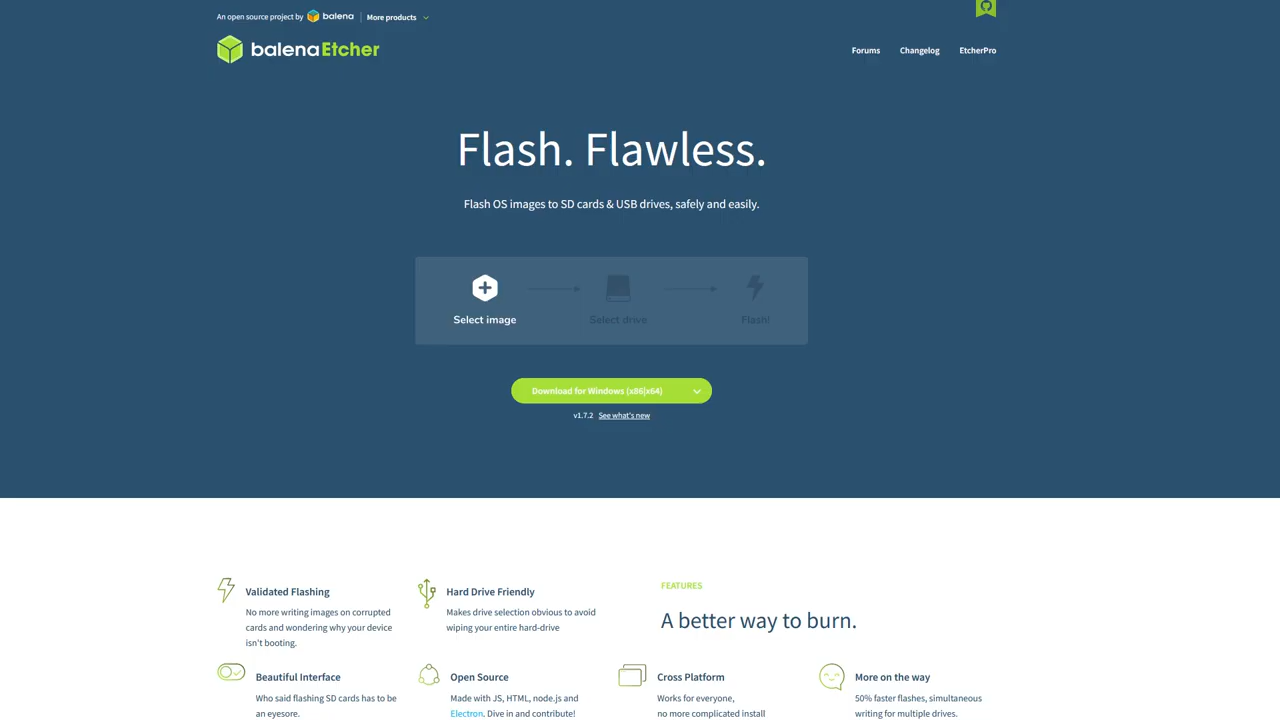 An open source project by balena More products
balenaEtcher
Forums Changelog EtcherPro
Flash. Flawless.
Flash OS images to SD cards & USB drives, safely and easily.
Select image Select drive Flash!
Download for Windows (x86|x64)
v1.7.2 See what's new
Validated Flashing
No more writing images on corrupted
cards and wondering why your device
isn't booting.
Hard Drive Friendly
Makes drive selection obvious to avoid
wiping your entire hard-drive
FEATURES
A better way to burn.
Beautiful Interface
Who said flashing SD cards has to be
an eyesore.
Open Source
Made with JS, HTML, node.js and
Electron. Dive in and contribute!
Cross Platform
Works for everyone,
no more complicated install
More on the way
50% faster flashes, simultaneous
writing for multiple drives.